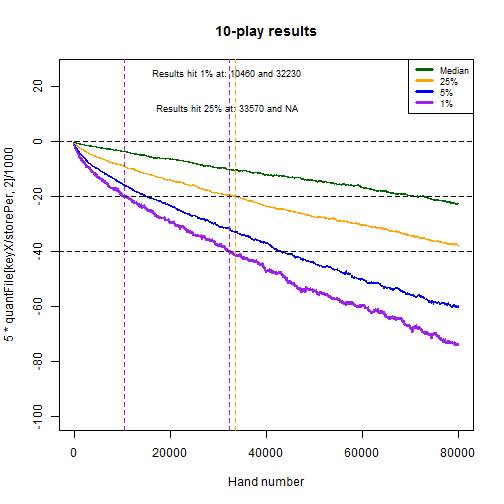 10-play results
Results hit 1% at: 10460 and 32230
Results hit 25% at: 33570 and NA
Median
25%
5%
1%
5 * quantFile[keyX/storePer, 2]/1000
20
0
-20
-40
-60
-80
-100
0 20000 40000 60000 80000
Hand number